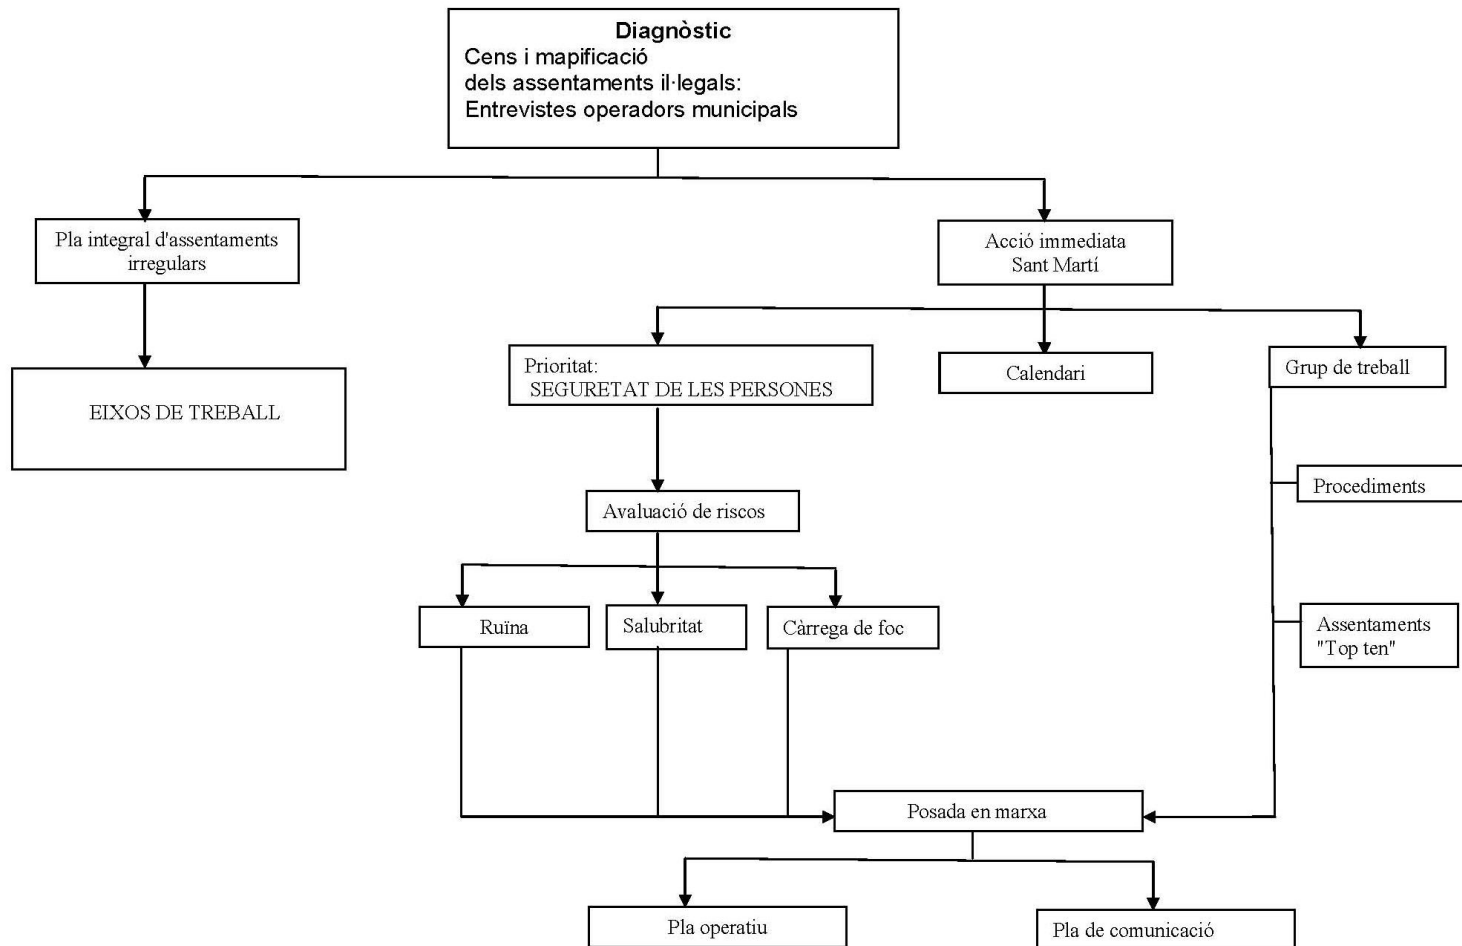 Diagnòstic
Cens i mapificació
dels assentaments il·legals:
Entrevistes operadors municipals
Pla integral d'assentaments
irregulars
Acció immediata
Sant Martí
EIXOS DE TREBALL
Prioritat:
SEGURETAT DE LES PERSONES
Calendari
Grup de treball
Procediments
Avaluació de riscos
Ruïna
Salubritat
Càrrega de foc
Assentaments
"Top ten"
Posada en marxa
Pla operatiu
Pla de comunicació